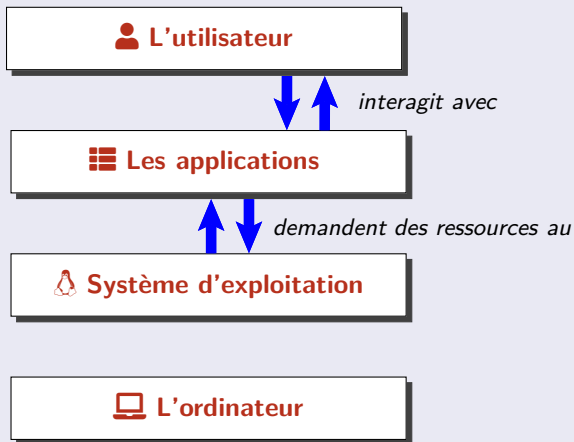 L'utilisateur
interagit avec
Les applications
demandent des ressources au
Système d'exploitation
L'ordinateur